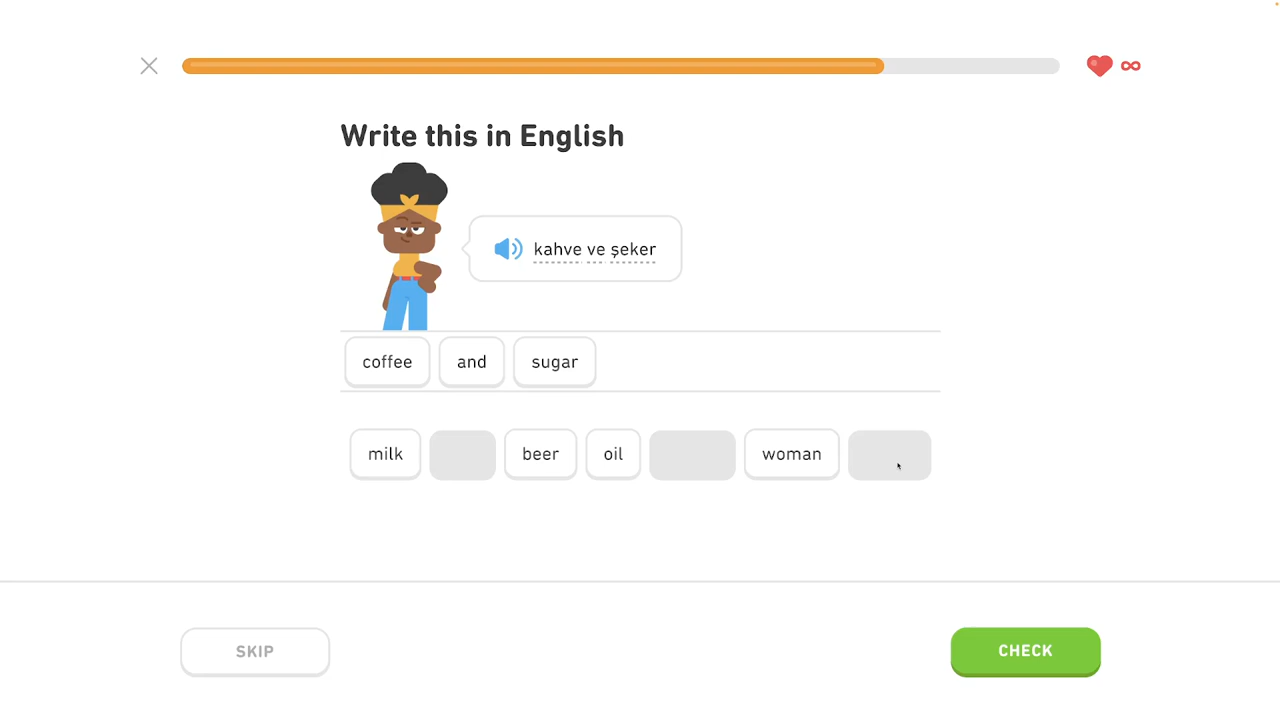 Write this in English
kahve ve şeker
coffee and sugar
milk beer oil woman
SKIP CHECK